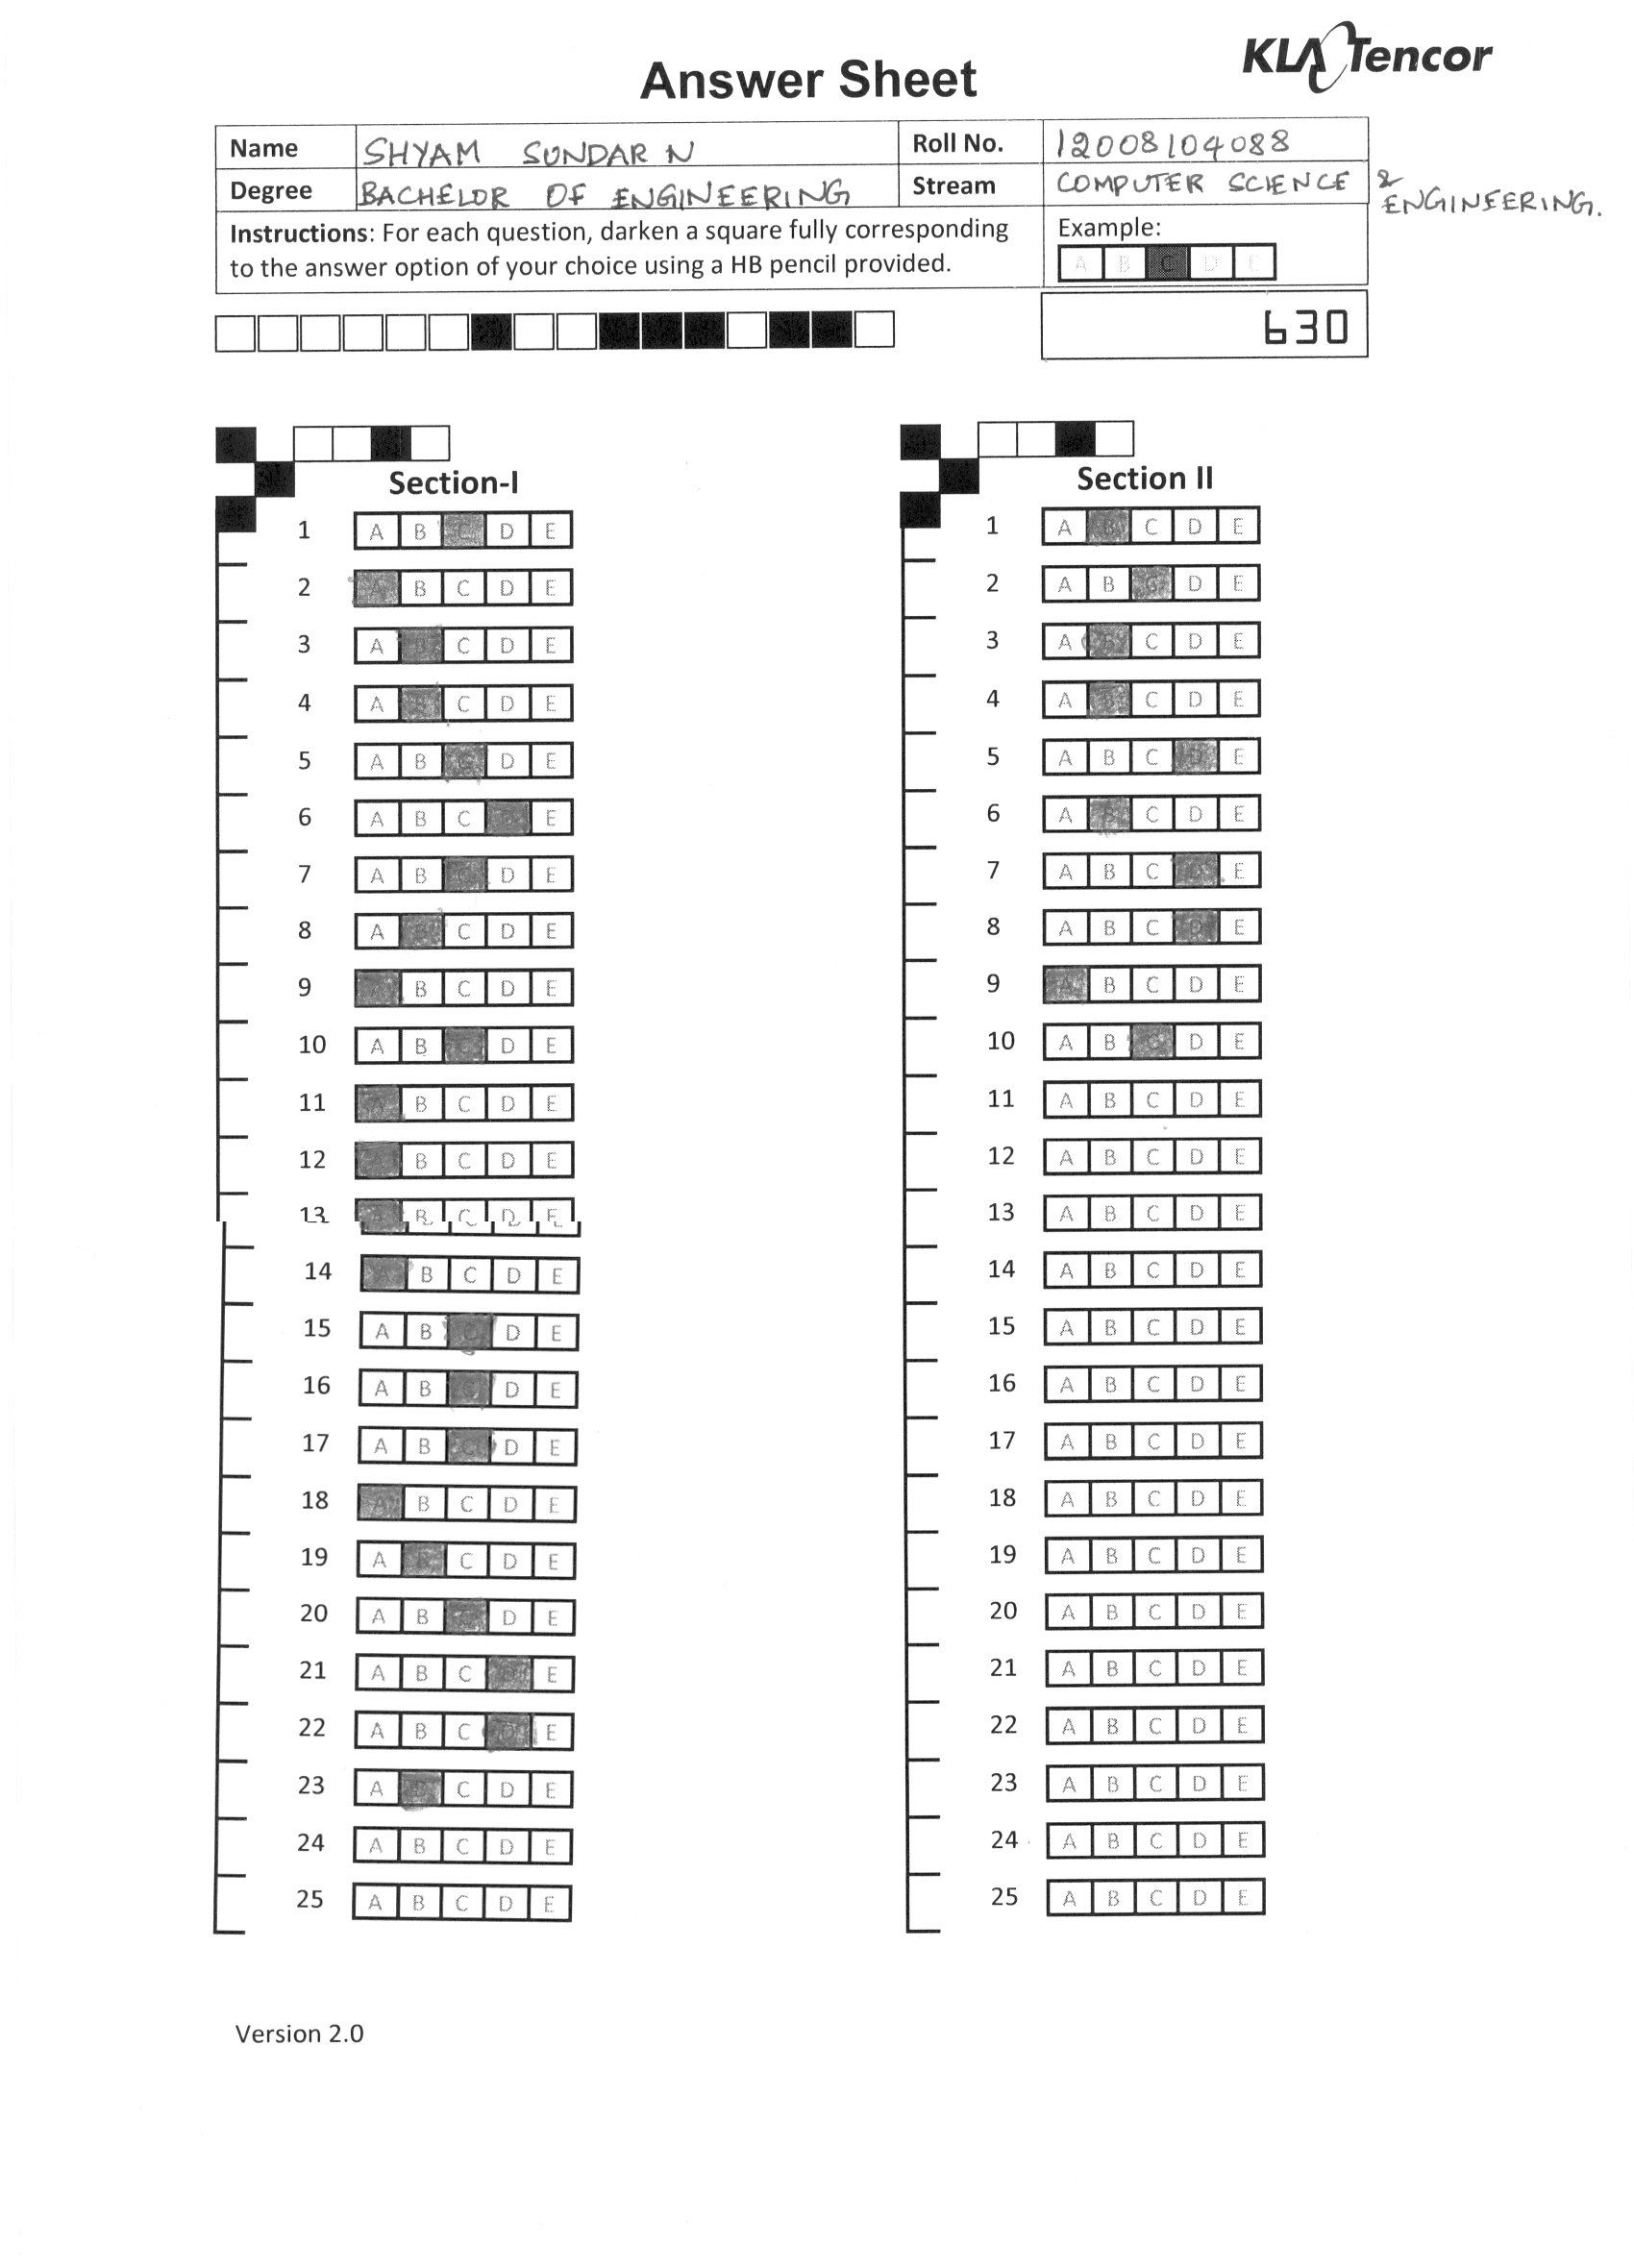 KLA Tencor
Answer Sheet
Name SHYAM SUNDAR N Roll No. 12008104088
Degree BACHELOR OF ENGINEERING Stream COMPUTER SCIENCE & ENGINEERING.
Instructions: For each question, darken a square fully corresponding Example:
to the answer option of your choice using a HB pencil provided. A B C D E
630
Section-I
1 A B C D E
2 A B C D E
3 A B C D E
4 A B C D E
5 A B C D E
6 A B C D E
7 A B C D E
8 A B C D E
9 B C D E
10 A B C D E
11 A B C D E
12 B C D E
13 A B C D E
14 A B C D E
15 A B C D E
16 A B C D E
17 A B C D E
18 A B C D E
19 A B C D E
20 A B C D E
21 A B C D E
22 A B C D E
23 A B C D E
24 A B C D E
25 A B C D E
Section II
1 A B C D E
2 A B C D E
3 A B C D E
4 A B C D E
5 A B C D E
6 A B C D E
7 A B C D E
8 A B C D E
9 A B C D E
10 A B C D E
11 A B C D E
12 A B C D E
13 A B C D E
14 A B C D E
15 A B C D E
16 A B C D E
17 A B C D E
18 A B C D E
19 A B C D E
20 A B C D E
21 A B C D E
22 A B C D E
23 A B C D E
24 A B C D E
25 A B C D E
Version 2.0